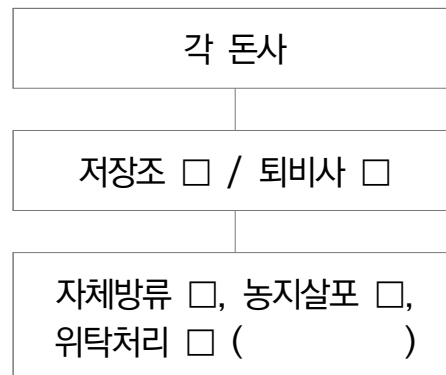 각 돈사
저장조 □ / 퇴비사 □
자체방류 □, 농지살포 □,
위탁처리 □ (          )